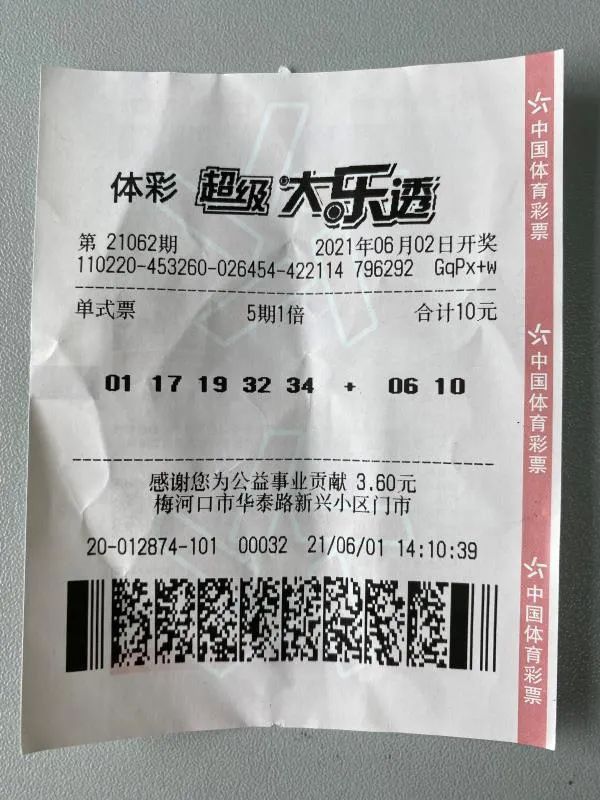 体彩 超级大乐透
第 21062期 2021年06月02日开奖
110220-453260-026454-422114 796292 GqPx+w
单式票 5期1倍 合计10元
01 17 19 32 34 + 06 10
感谢您为公益事业贡献 3.60元
梅河口市华泰路新兴小区门市
20-012874-101 00032 21/06/01 14:10:39
中国体育彩票
中国体育彩票
中国体育彩票